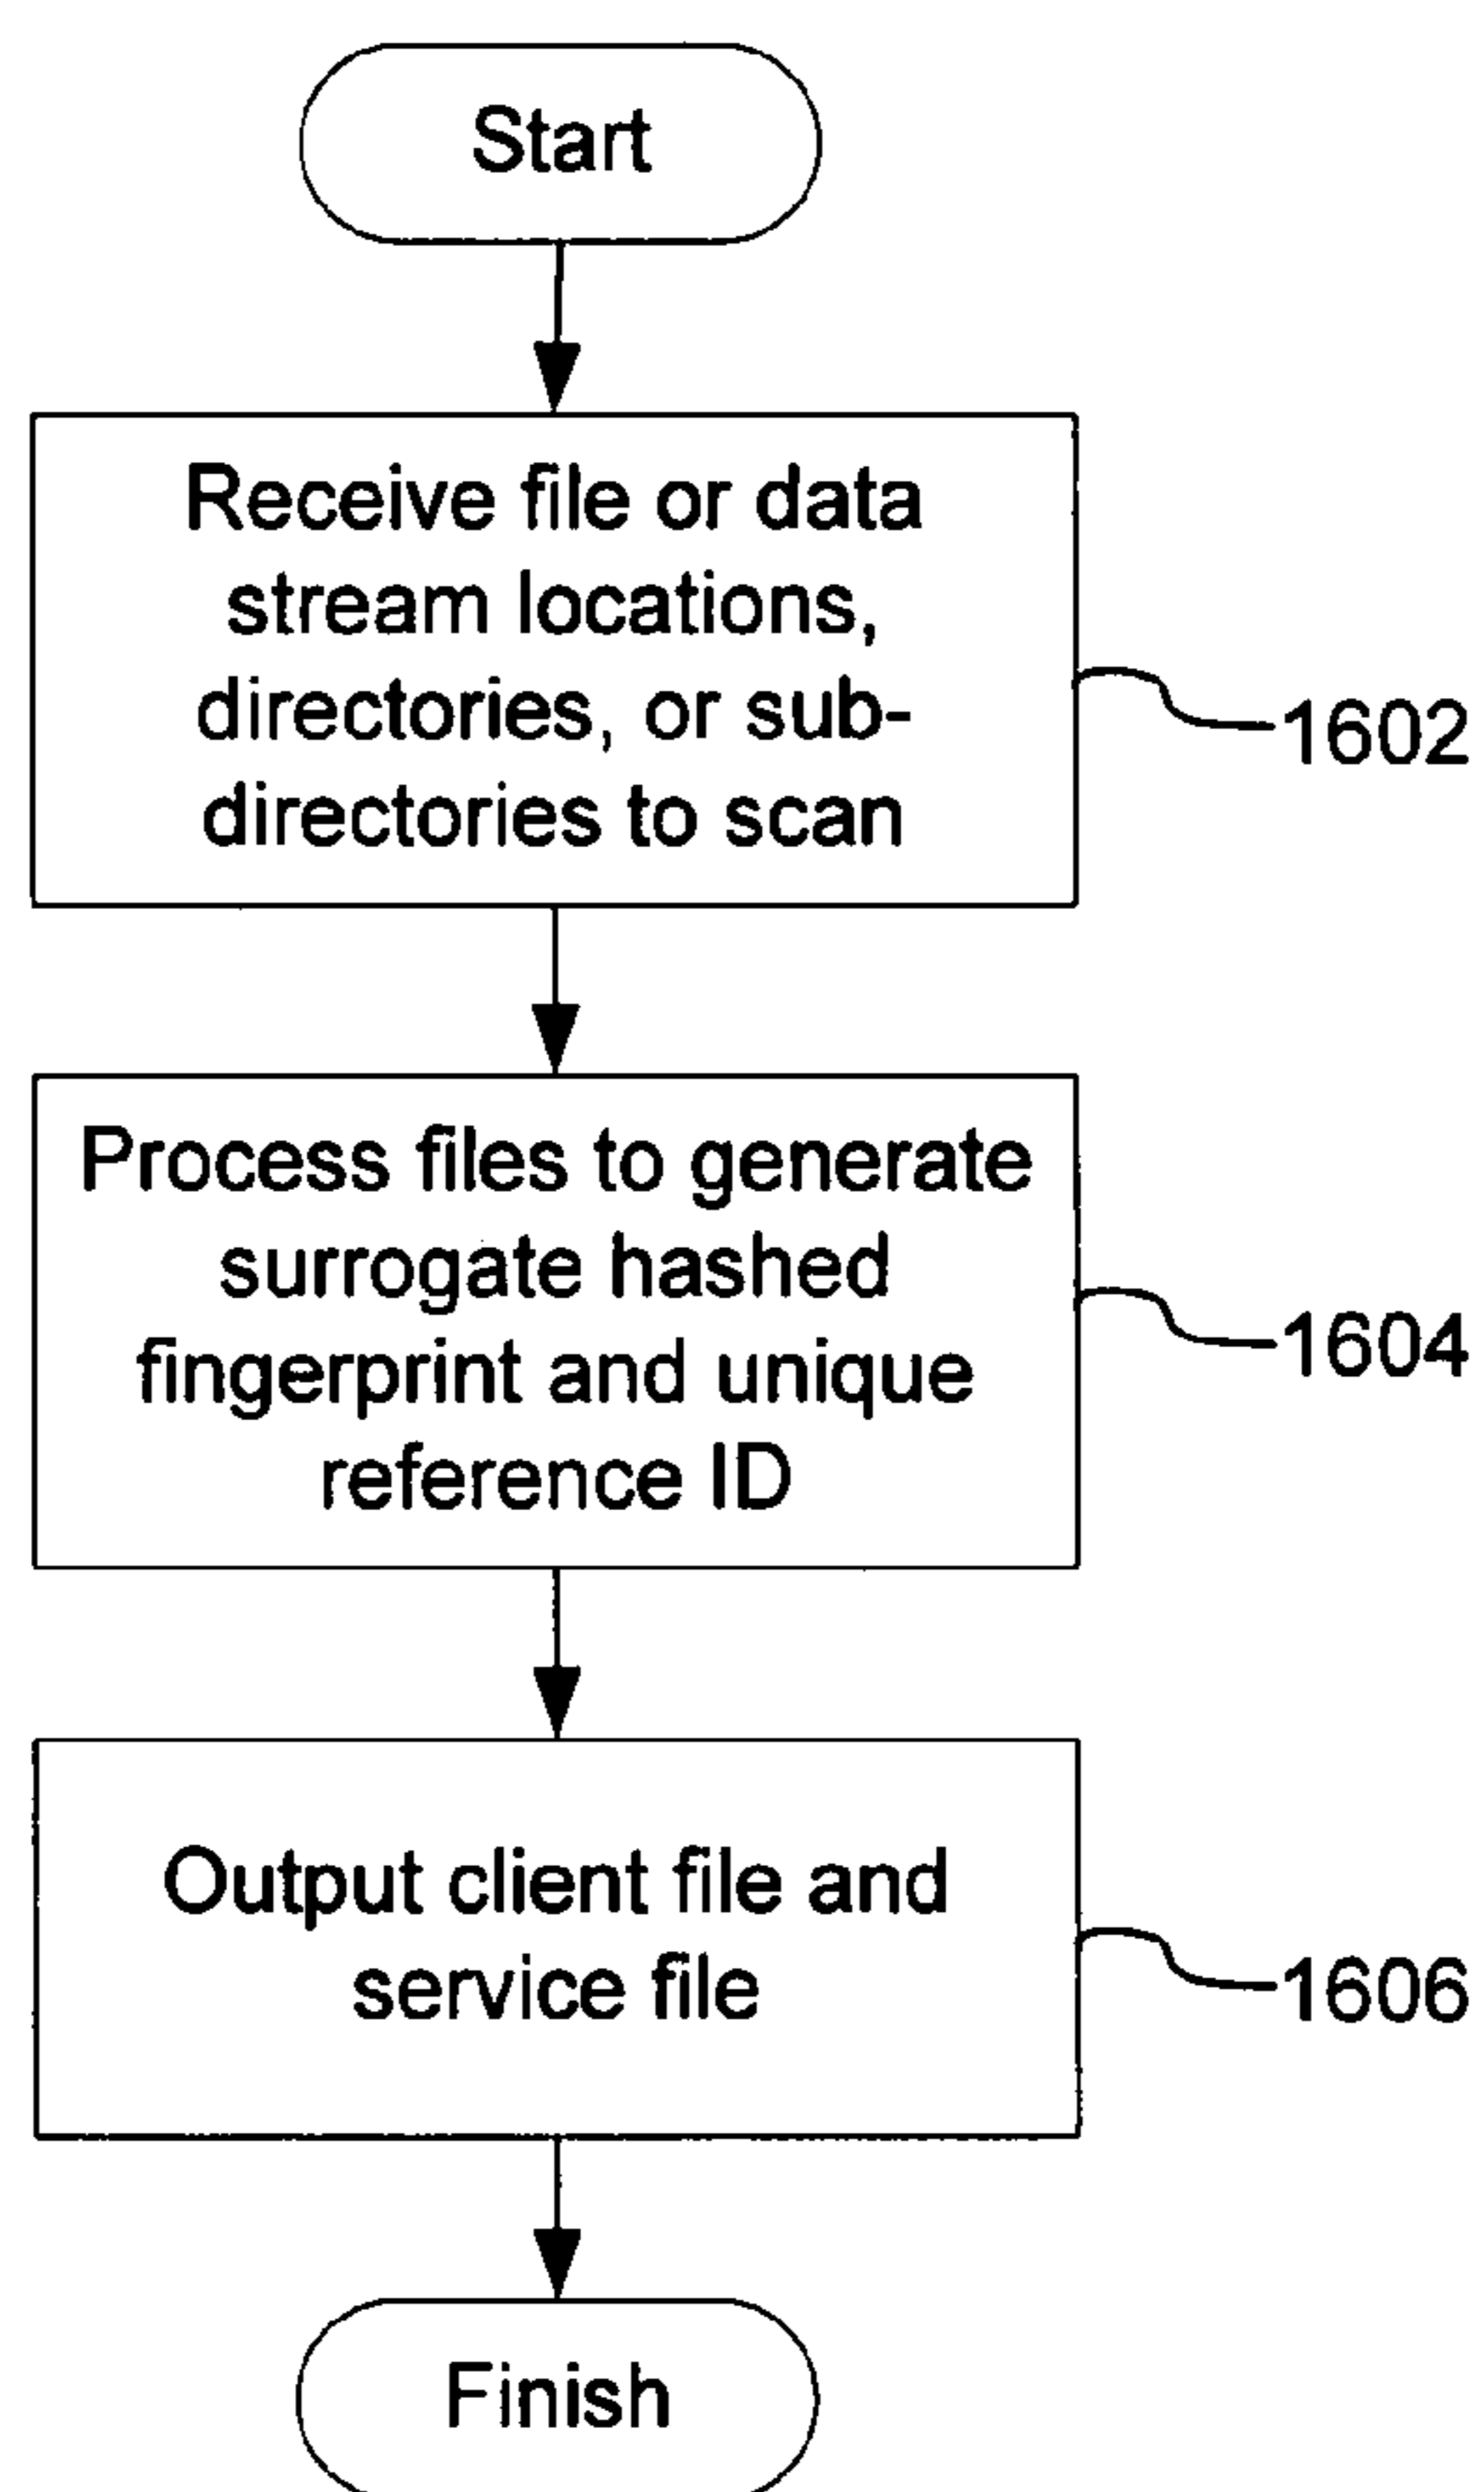 Start
Receive file or data
stream locations,
directories, or sub-
directories to scan
1602
Process files to generate
surrogate hashed
fingerprint and unique
reference ID
1604
Output client file and
service file
1606
Finish